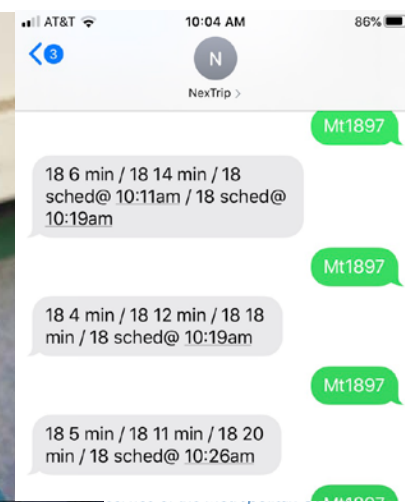 AT&T 10:04 AM 86%
3
N
NexTrip >
Mt1897
18 6 min / 18 14 min / 18
sched@ 10:11am / 18 sched@
10:19am
Mt1897
18 4 min / 18 12 min / 18 18
min / 18 sched@ 10:19am
Mt1897
18 5 min / 18 11 min / 18 20
min / 18 sched@ 10:26am